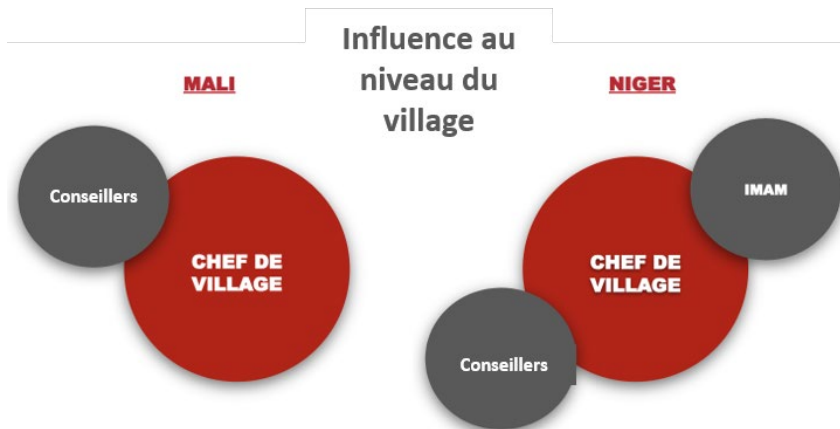 Influence au
niveau du
village
MALI
Conseillers
CHEF DE
VILLAGE
NIGER
IMAM
CHEF DE
VILLAGE
Conseillers